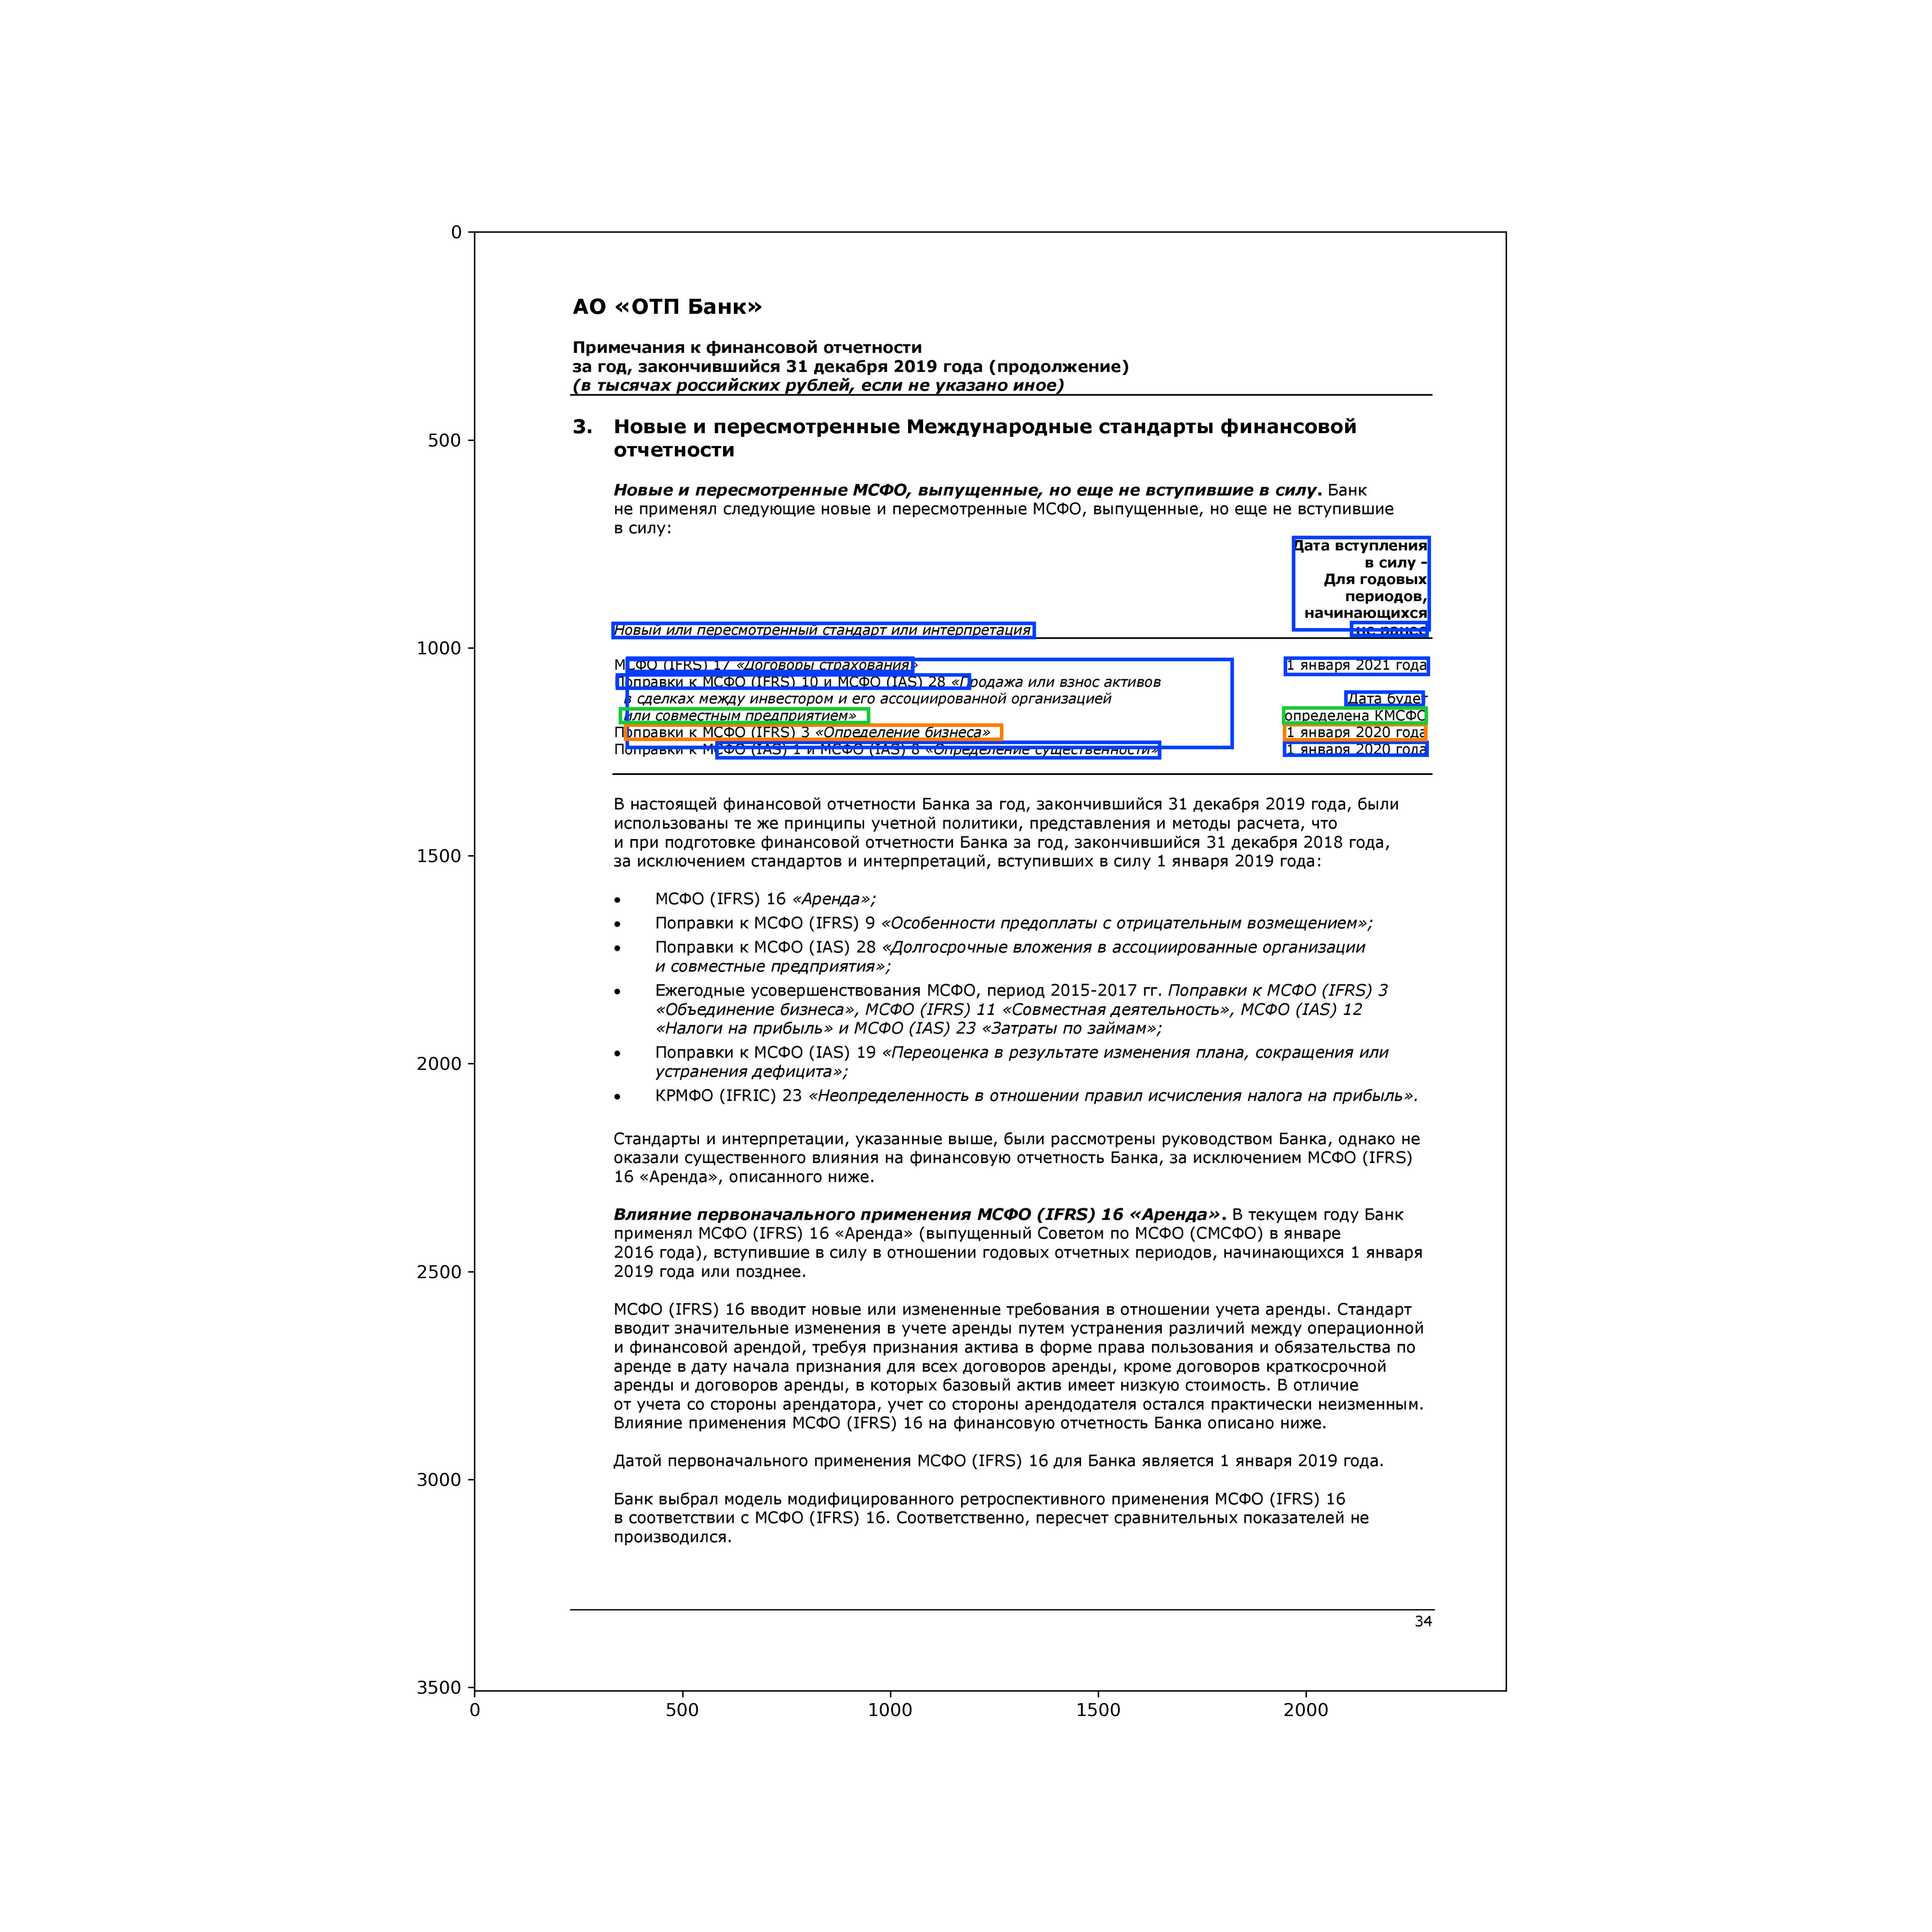 АО «ОТП Банк»
Примечания к финансовой отчетности
за год, закончившийся 31 декабря 2019 года (продолжение)
(в тысячах российских рублей, если не указано иное)
3. Новые и пересмотренные Международные стандарты финансовой
отчетности
Новые и пересмотренные МСФО, выпущенные, но еще не вступившие в силу. Банк
не применял следующие новые и пересмотренные МСФО, выпущенные, но еще не вступившие
в силу:
Дата вступления
в силу -
Для годовых
периодов,
начинающихся
Новый или пересмотренный стандарт или интерпретация не ранее
МСФО (IFRS) 17 «Договоры страхования» 1 января 2021 года
Поправки к МСФО (IFRS) 10 и МСФО (IAS) 28 «Продажа или взнос активов
в сделках между инвестором и его ассоциированной организацией Дата будет
или совместным предприятием» определена КМСФО
Поправки к МСФО (IFRS) 3 «Определение бизнеса» 1 января 2020 года
Поправки к МСФО (IAS) 1 и МСФО (IAS) 8 «Определение существенности» 1 января 2020 года
В настоящей финансовой отчетности Банка за год, закончившийся 31 декабря 2019 года, были
использованы те же принципы учетной политики, представления и методы расчета, что
и при подготовке финансовой отчетности Банка за год, закончившийся 31 декабря 2018 года,
за исключением стандартов и интерпретаций, вступивших в силу 1 января 2019 года:
• МСФО (IFRS) 16 «Аренда»;
• Поправки к МСФО (IFRS) 9 «Особенности предоплаты с отрицательным возмещением»;
• Поправки к МСФО (IAS) 28 «Долгосрочные вложения в ассоциированные организации
и совместные предприятия»;
• Ежегодные усовершенствования МСФО, период 2015-2017 гг. Поправки к МСФО (IFRS) 3
«Объединение бизнеса», МСФО (IFRS) 11 «Совместная деятельность», МСФО (IAS) 12
«Налоги на прибыль» и МСФО (IAS) 23 «Затраты по займам»;
• Поправки к МСФО (IAS) 19 «Переоценка в результате изменения плана, сокращения или
устранения дефицита»;
• КРМФО (IFRIC) 23 «Неопределенность в отношении правил исчисления налога на прибыль».
Стандарты и интерпретации, указанные выше, были рассмотрены руководством Банка, однако не
оказали существенного влияния на финансовую отчетность Банка, за исключением МСФО (IFRS)
16 «Аренда», описанного ниже.
Влияние первоначального применения МСФО (IFRS) 16 «Аренда». В текущем году Банк
применял МСФО (IFRS) 16 «Аренда» (выпущенный Советом по МСФО (СМСФО) в январе
2016 года), вступившие в силу в отношении годовых отчетных периодов, начинающихся 1 января
2019 года или позднее.
МСФО (IFRS) 16 вводит новые или измененные требования в отношении учета аренды. Стандарт
вводит значительные изменения в учете аренды путем устранения различий между операционной
и финансовой арендой, требуя признания актива в форме права пользования и обязательства по
аренде в дату начала признания для всех договоров аренды, кроме договоров краткосрочной
аренды и договоров аренды, в которых базовый актив имеет низкую стоимость. В отличие
от учета со стороны арендатора, учет со стороны арендодателя остался практически неизменным.
Влияние применения МСФО (IFRS) 16 на финансовую отчетность Банка описано ниже.
Датой первоначального применения МСФО (IFRS) 16 для Банка является 1 января 2019 года.
Банк выбрал модель модифицированного ретроспективного применения МСФО (IFRS) 16
в соответствии с МСФО (IFRS) 16. Соответственно, пересчет сравнительных показателей не
производился.
34
0
500
1000
1500
2000
2500
3000
3500
0 500 1000 1500 2000